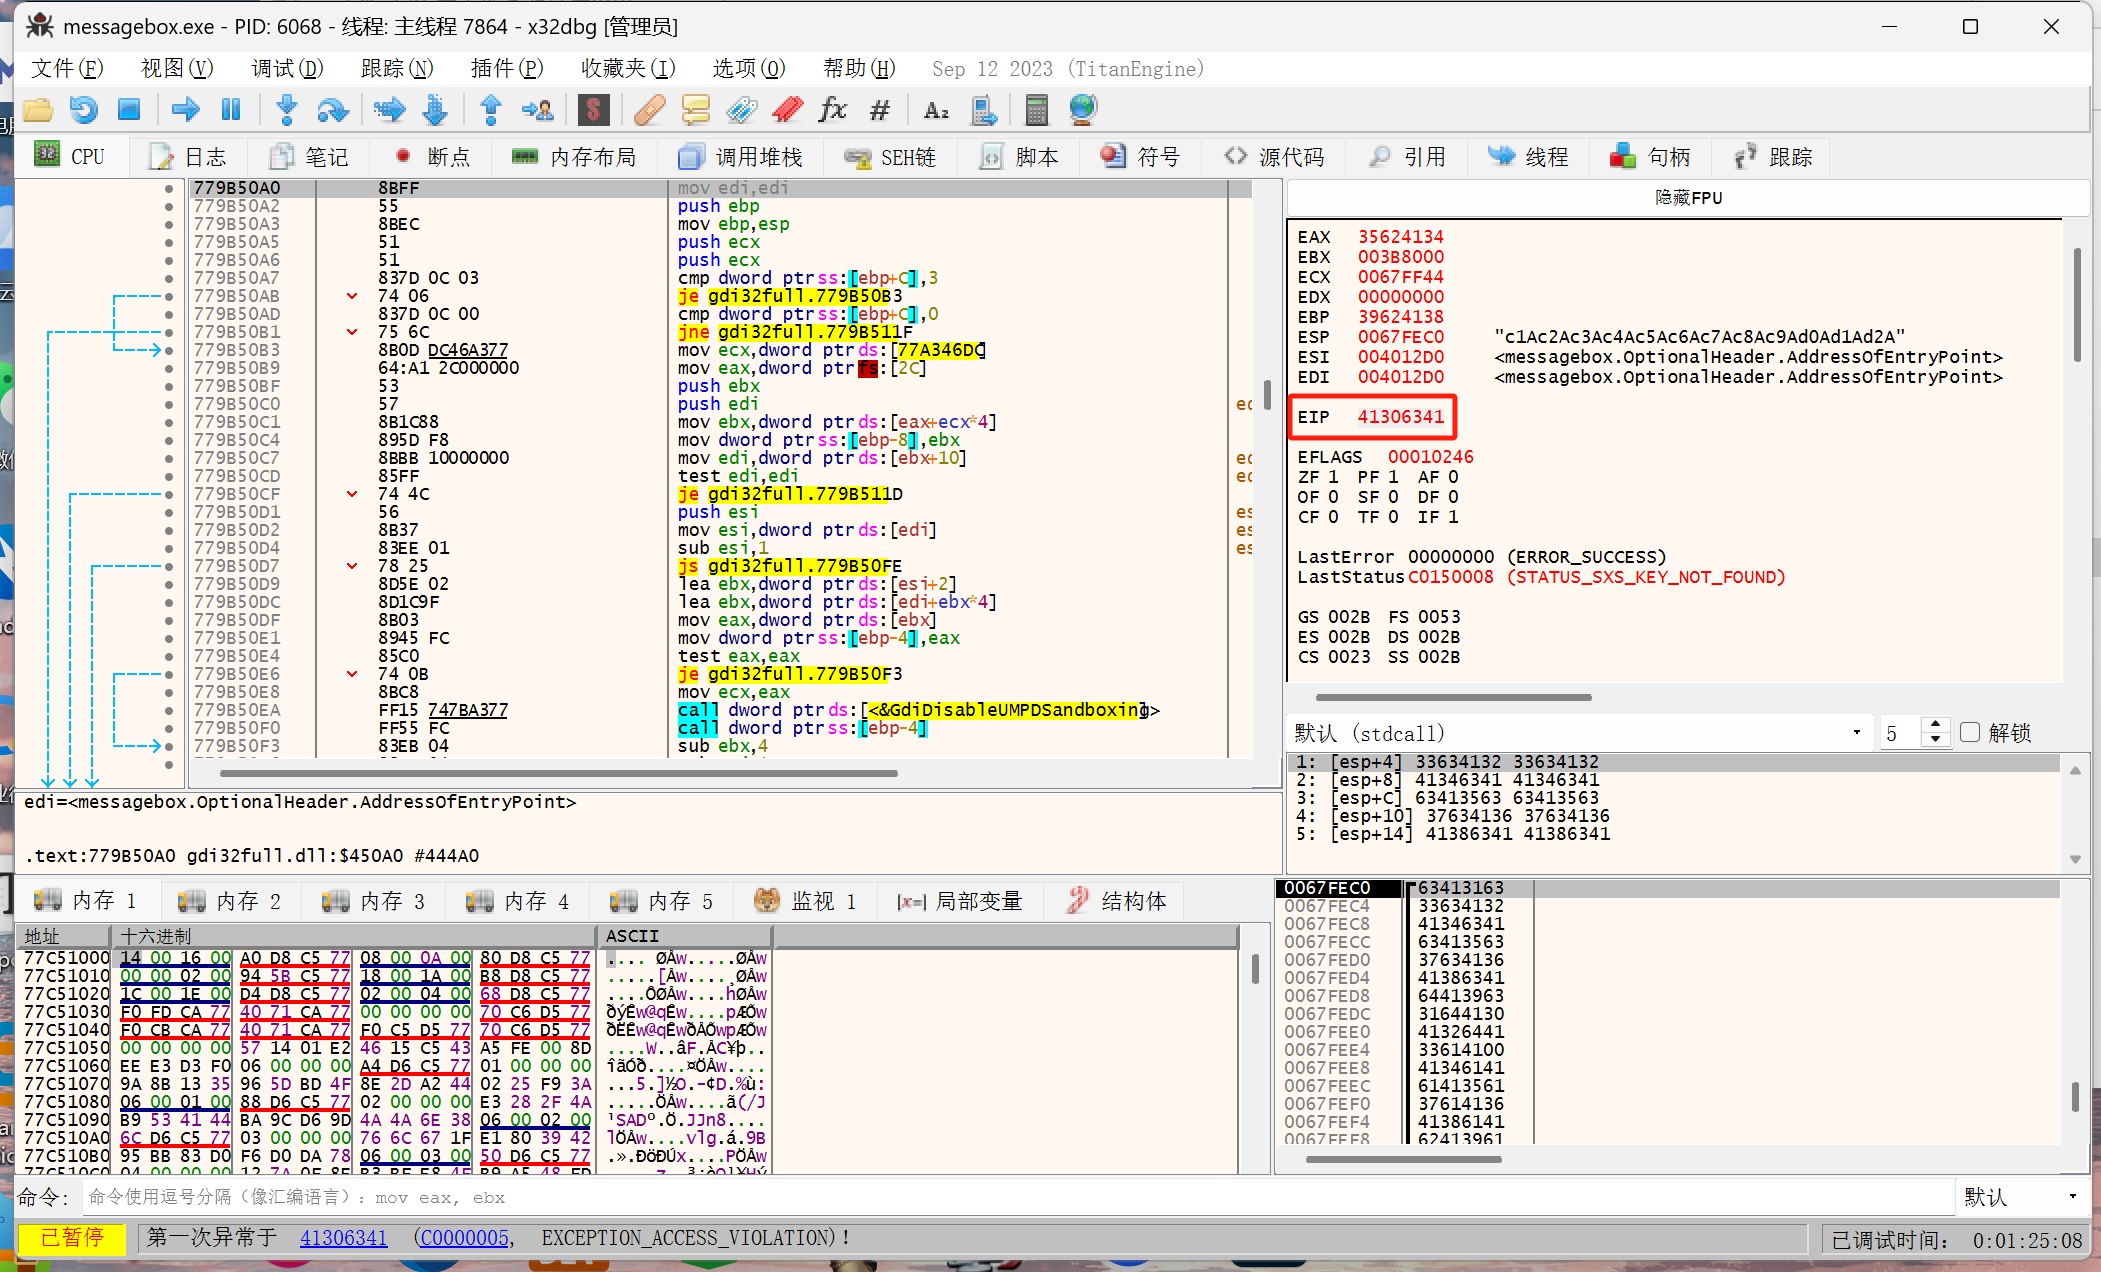 messagebox.exe - PID: 6068 - 线程: 主线程 7864 - x32dbg [管理员]
文件(F) 视图(V) 调试(D) 跟踪(N) 插件(P) 收藏夹(I) 选项(O) 帮助(H) Sep 12 2023 (TitanEngine)
CPU 日志 笔记 断点 内存布局 调用堆栈 SEH链 脚本 符号 源代码 引用 线程 句柄 跟踪
779B50A0 8BFF mov edi,edi
779B50A2 55 push ebp
779B50A3 8BEC mov ebp,esp
779B50A5 51 push ecx
779B50A6 51 push ecx
779B50A7 837D 0C 03 cmp dword ptr ss:[ebp+C],3
779B50AB 74 06 je gdi32full.779B50B3
779B50AD 837D 0C 00 cmp dword ptr ss:[ebp+C],0
779B50B1 75 6C jne gdi32full.779B511F
779B50B3 8B0D DC46A377 mov ecx,dword ptr ds:[77A346DC]
779B50B9 64:A1 2C000000 mov eax,dword ptr fs:[2C]
779B50BF 53 push ebx
779B50C0 57 push edi
779B50C1 8B1C88 mov ebx,dword ptr ds:[eax+ecx*4]
779B50C4 895D F8 mov dword ptr ss:[ebp-8],ebx
779B50C7 8BBB 10000000 mov edi,dword ptr ds:[ebx+10]
779B50CD 85FF test edi,edi
779B50CF 74 4C je gdi32full.779B511D
779B50D1 56 push esi
779B50D2 8B37 mov esi,dword ptr ds:[edi]
779B50D4 83EE 01 sub esi,1
779B50D7 78 25 js gdi32full.779B50FE
779B50D9 8D5E 02 lea ebx,dword ptr ds:[esi+2]
779B50DC 8D1C9F lea ebx,dword ptr ds:[edi+ebx*4]
779B50DF 8B03 mov eax,dword ptr ds:[ebx]
779B50E1 8945 FC mov dword ptr ss:[ebp-4],eax
779B50E4 85C0 test eax,eax
779B50E6 74 0B je gdi32full.779B50F3
779B50E8 8BC8 mov ecx,eax
779B50EA FF15 747BA377 call dword ptr ds:[<&GdiDisableUMPDSandboxing>
779B50F0 FF55 FC call dword ptr ss:[ebp-4]
779B50F3 83EB 04 sub ebx,4
隐藏FPU
EAX 35624134
EBX 003B8000
ECX 0067FF44
EDX 00000000
EBP 39624138
ESP 0067FEC0 "c1Ac2Ac3Ac4Ac5Ac6Ac7Ac8Ac9Ad0Ad1Ad2A"
ESI 004012D0 <messagebox.OptionalHeader.AddressOfEntryPoint>
EDI 004012D0 <messagebox.OptionalHeader.AddressOfEntryPoint>
EIP 41306341
EFLAGS 00010246
ZF 1 PF 1 AF 0
OF 0 SF 0 DF 0
CF 0 TF 0 IF 1
LastError 00000000 (ERROR_SUCCESS)
LastStatus C0150008 (STATUS_SXS_KEY_NOT_FOUND)
GS 002B FS 0053
ES 002B DS 002B
CS 0023 SS 002B
默认 (stdcall) 5 解锁
1: [esp+4] 33634132 33634132
2: [esp+8] 41346341 41346341
3: [esp+C] 63413563 63413563
4: [esp+10] 37634136 37634136
5: [esp+14] 41386341 41386341
edi=<messagebox.OptionalHeader.AddressOfEntryPoint>
.text:779B50A0 gdi32full.dll:$450A0 #444A0
内存 1 内存 2 内存 3 内存 4 内存 5 监视 1 局部变量 结构体
地址 十六进制 ASCII
77C51000 14 00 16 00 A0 D8 C5 77 08 00 0A 00 80 D8 C5 77
77C51010 00 00 02 00 94 5B C5 77 18 00 1A 00 B8 D8 C5 77
77C51020 1C 00 1E 00 D4 D8 C5 77 02 00 04 00 68 D8 C5 77
77C51030 F0 FD CA 77 40 71 CA 77 00 00 00 00 70 C6 D5 77
77C51040 F0 CB CA 77 40 71 CA 77 F0 C5 D5 77 70 C6 D5 77
77C51050 00 00 00 00 57 14 01 E2 46 15 C5 43 A5 FE 00 8D
77C51060 EE E3 D3 F0 06 00 00 00 A4 D6 C5 77 01 00 00 00
77C51070 9A 8B 13 35 96 5D BD 4F 8E 2D A2 44 02 25 F9 3A
77C51080 06 00 01 00 88 D6 C5 77 02 00 00 00 E3 28 2F 4A
77C51090 B9 53 41 44 BA 9C D6 9D 4A 4A 6E 38 06 00 02 00
77C510A0 6C D6 C5 77 03 00 00 00 76 6C 67 1F E1 80 39 42
77C510B0 95 BB 83 D0 F6 D0 DA 78 06 00 03 00 50 D6 C5 77
0067FEC0 63413163
0067FEC4 33634132
0067FEC8 41346341
0067FECC 63413563
0067FED0 37634136
0067FED4 41386341
0067FED8 64413963
0067FEDC 31644130
0067FEE0 41326441
0067FEE4 33614100
0067FEE8 41346141
0067FEEC 61413561
0067FEF0 37614136
0067FEF4 41386141
0067FEF8 62413961
命令: 命令使用逗号分隔 (像汇编语言): mov eax, ebx 默认
已暂停 第一次异常于 41306341 (C0000005, EXCEPTION_ACCESS_VIOLATION)! 已调试时间: 0:01:25:08